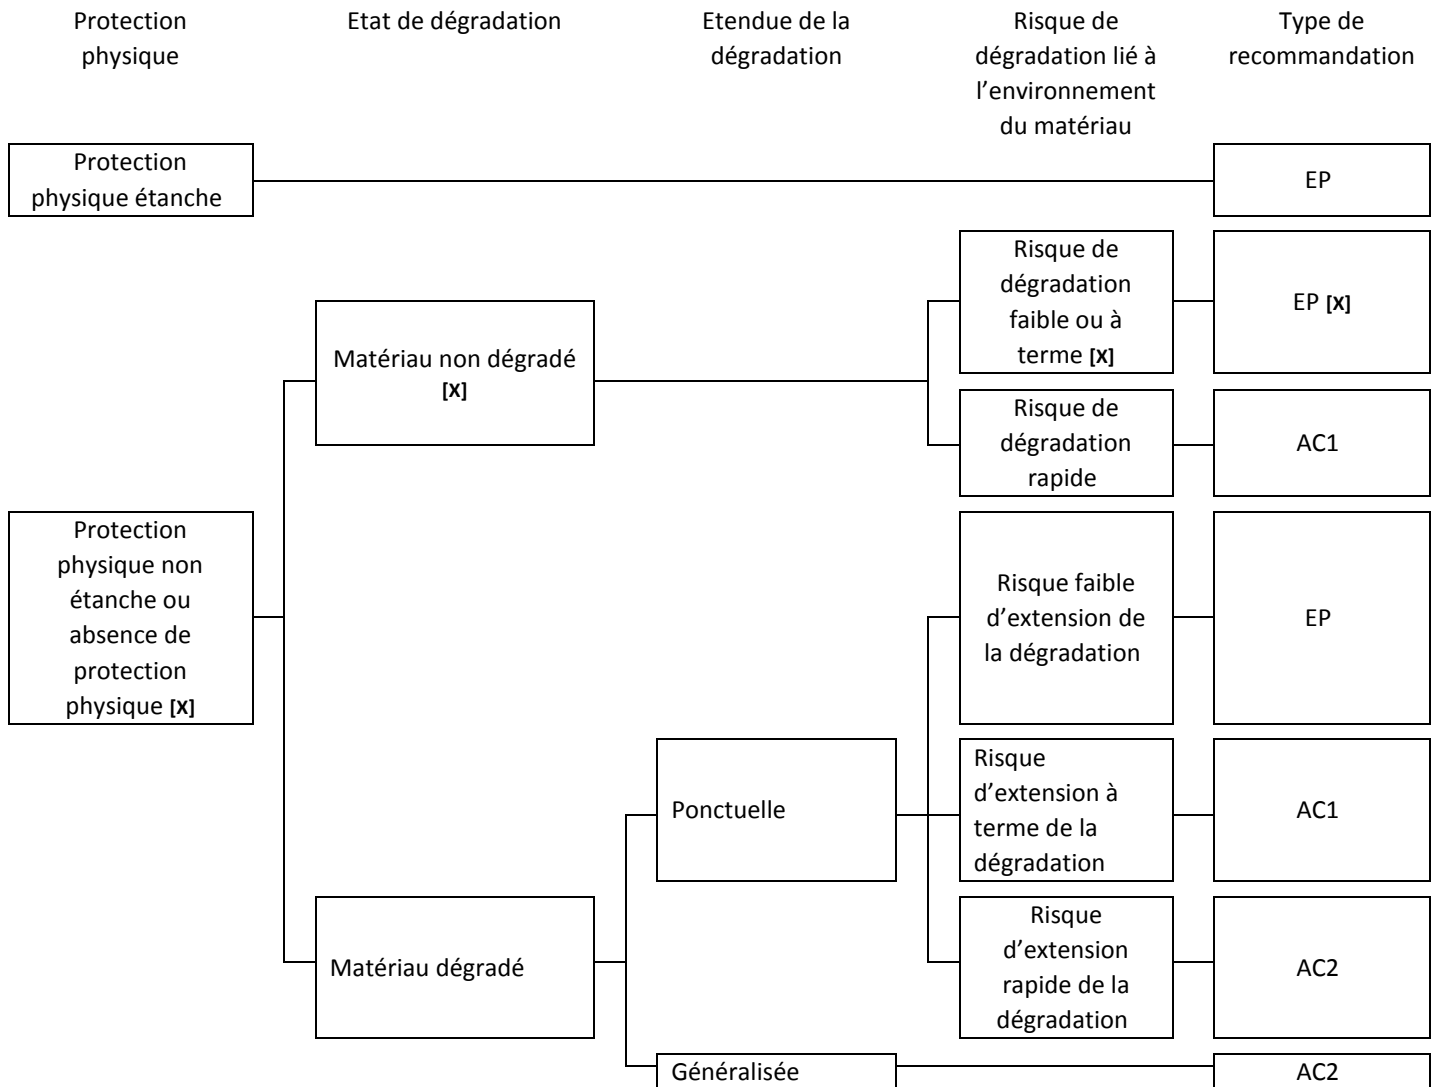 Protection
physique
Etat de dégradation
Etendue de la
dégradation
Risque de
dégradation lié à
l’environnement
du matériau
Type de
recommandation
Protection
physique étanche
EP
Risque de
dégradation
faible ou à
terme [X]
EP [X]
Matériau non dégradé
[X]
Risque de
dégradation
rapide
AC1
Protection
physique non
étanche ou
absence de
protection
physique [X]
Risque faible
d’extension de
la dégradation
EP
Ponctuelle
Risque
d’extension à
terme de la
dégradation
AC1
Matériau dégradé
Risque
d’extension
rapide de la
dégradation
AC2
Généralisée
AC2